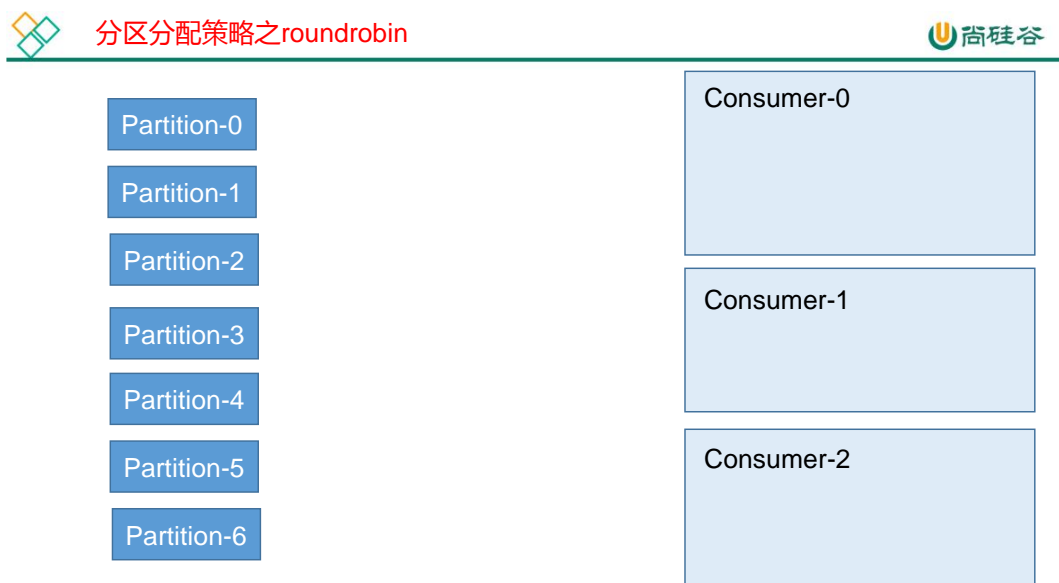 分区分配策略之roundrobin
尚硅谷
Partition-0
Partition-1
Partition-2
Partition-3
Partition-4
Partition-5
Partition-6
Consumer-0
Consumer-1
Consumer-2